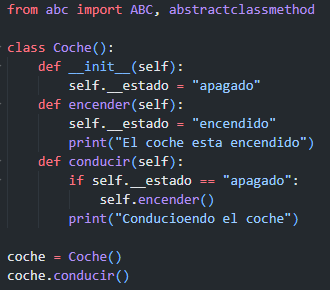 from abc import ABC, abstractclassmethod
class Coche():
def __init__(self):
self.__estado = "apagado"
def encender(self):
self.__estado = "encendido"
print("El coche esta encendido")
def conducir(self):
if self.__estado == "apagado":
self.encender()
print("Conducioendo el coche")
coche = Coche()
coche.conducir()